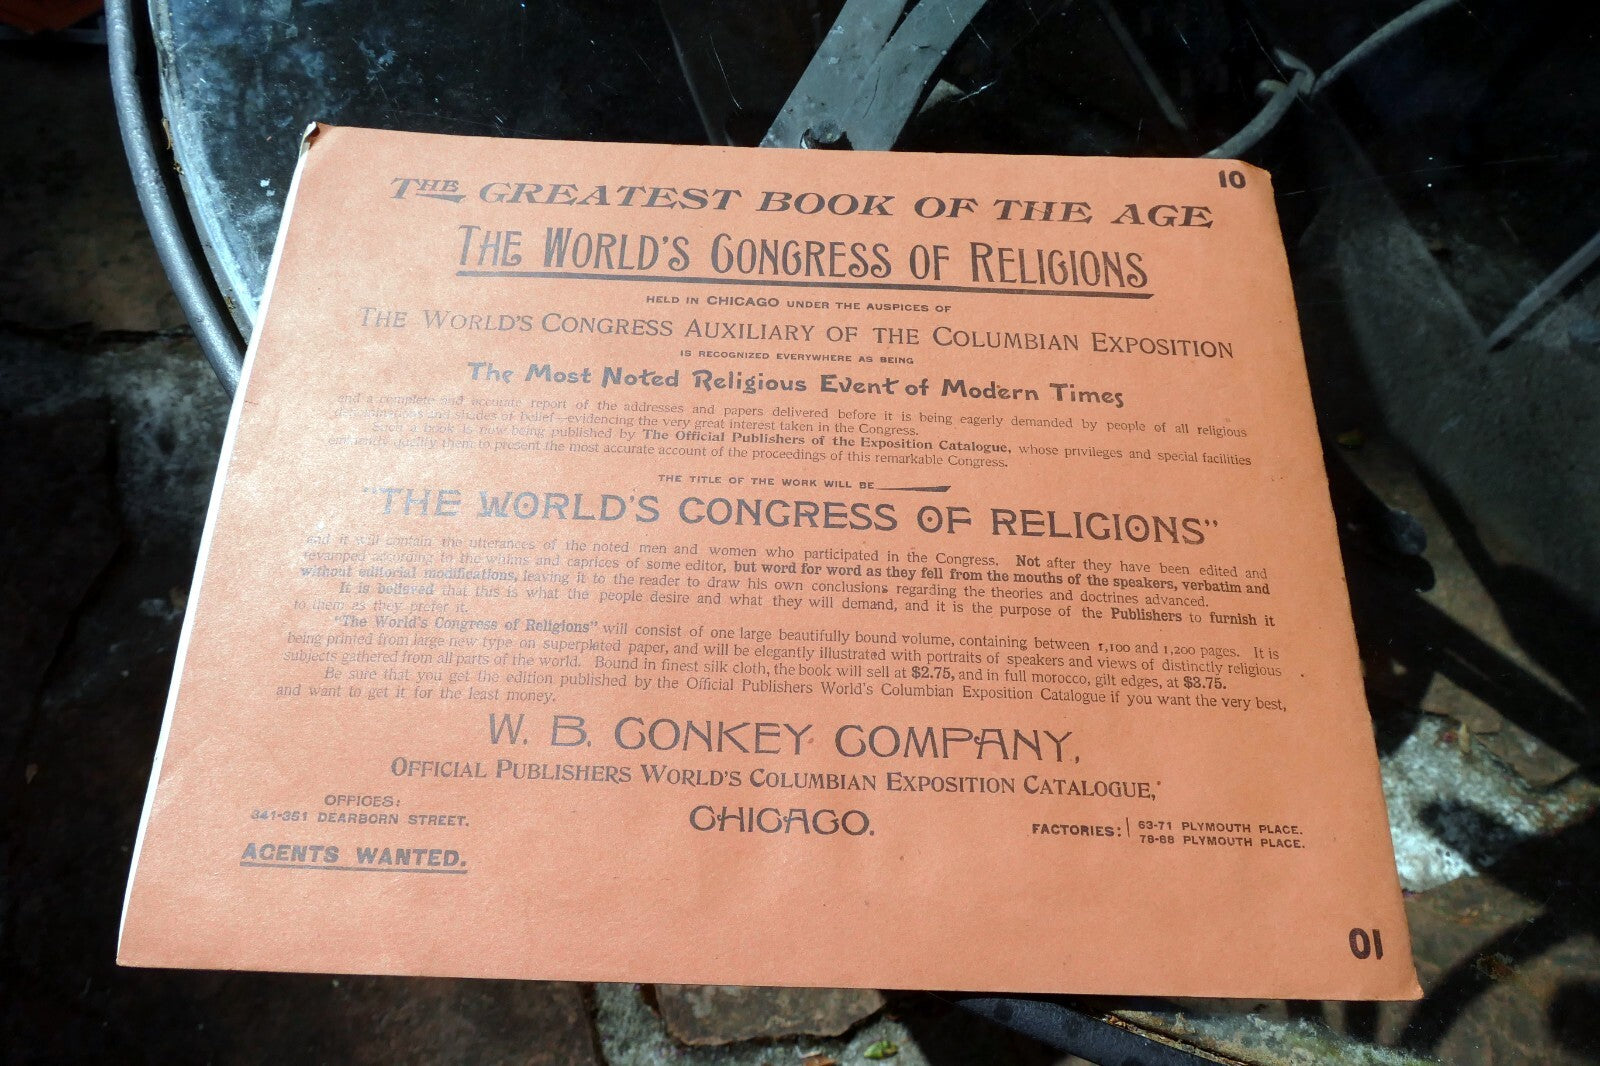 10
THE GREATEST BOOK OF THE AGE
THE WORLD'S CONGRESS OF RELIGIONS
HELD IN CHICAGO UNDER THE AUSPICES OF
THE WORLD'S CONGRESS AUXILIARY OF THE COLUMBIAN EXPOSITION
IS RECOGNIZED EVERYWHERE AS BEING
The Most Noted Religious Event of Modern Times
and a complete and accurate report of the addresses and papers delivered before it is being eagerly demanded by people of all religious
denominations and shades of belief—evidencing the very great interest taken in the Congress.
Such a book is now being published by The Official Publishers of the Exposition Catalogue, whose privileges and special facilities
eminently qualify them to present the most accurate account of the proceedings of this remarkable Congress.
THE TITLE OF THE WORK WILL BE
"THE WORLD'S CONGRESS OF RELIGIONS"
and it will contain the utterances of the noted men and women who participated in the Congress. Not after they have been edited and
revamped according to the whims and caprices of some editor, but word for word as they fell from the mouths of the speakers, verbatim and
without editorial modifications, leaving it to the reader to draw his own conclusions regarding the theories and doctrines advanced.
It is believed that this is what the people desire and what they will demand, and it is the purpose of the Publishers to furnish it
to them as they prefer it.
"The World's Congress of Religions" will consist of one large beautifully bound volume, containing between 1,100 and 1,200 pages. It is
being printed from large new type on superplated paper, and will be elegantly illustrated with portraits of speakers and views of distinctly religious
subjects gathered from all parts of the world. Bound in finest silk cloth, the book will sell at $2.75, and in full morocco, gilt edges, at $3.75.
Be sure that you get the edition published by the Official Publishers World's Columbian Exposition Catalogue if you want the very best,
and want to get it for the least money.
W. B. CONKEY COMPANY,
OFFICIAL PUBLISHERS WORLD'S COLUMBIAN EXPOSITION CATALOGUE,
CHICAGO.
OFFICES:
341-351 DEARBORN STREET.
AGENTS WANTED.
FACTORIES: 63-71 PLYMOUTH PLACE.
78-88 PLYMOUTH PLACE.
10